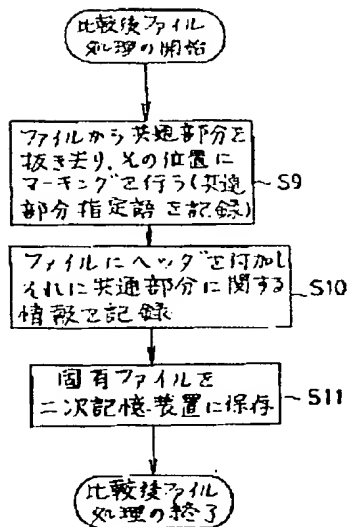 比較後ファイル
処理の開始
ファイルから共通部分を
抜き去り、その位置に
マーキングを行う(共通
部分指定語を記録)
S9
ファイルにヘッダを付加し
それに共通部分に関する
情報を記録
S10
固有ファイルを
二次記憶装置に保存
S11
比較後ファイル
処理の終了